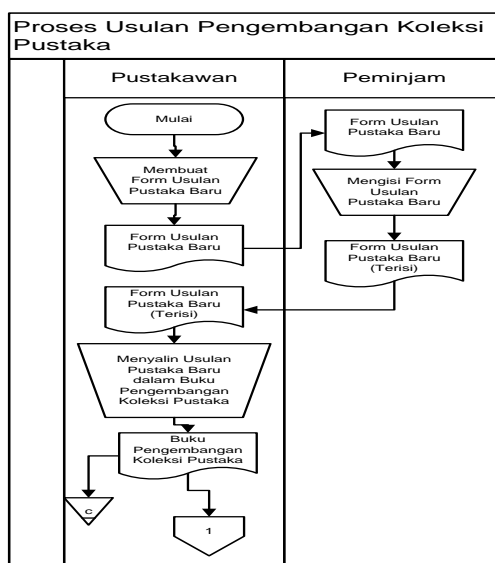 Proses Usulan Pengembangan Koleksi
Pustaka
Pustakawan
Peminjam
Mulai
Membuat
Form Usulan
Pustaka Baru
Form Usulan
Pustaka Baru
Form Usulan
Pustaka Baru
Mengisi Form
Usulan
Pustaka Baru
Form Usulan
Pustaka Baru
(Terisi)
Form Usulan
Pustaka Baru
(Terisi)
Menyalin Usulan
Pustaka Baru
dalam Buku
Pengembangan
Koleksi Pustaka
Buku
Pengembangan
Koleksi Pustaka
c
1